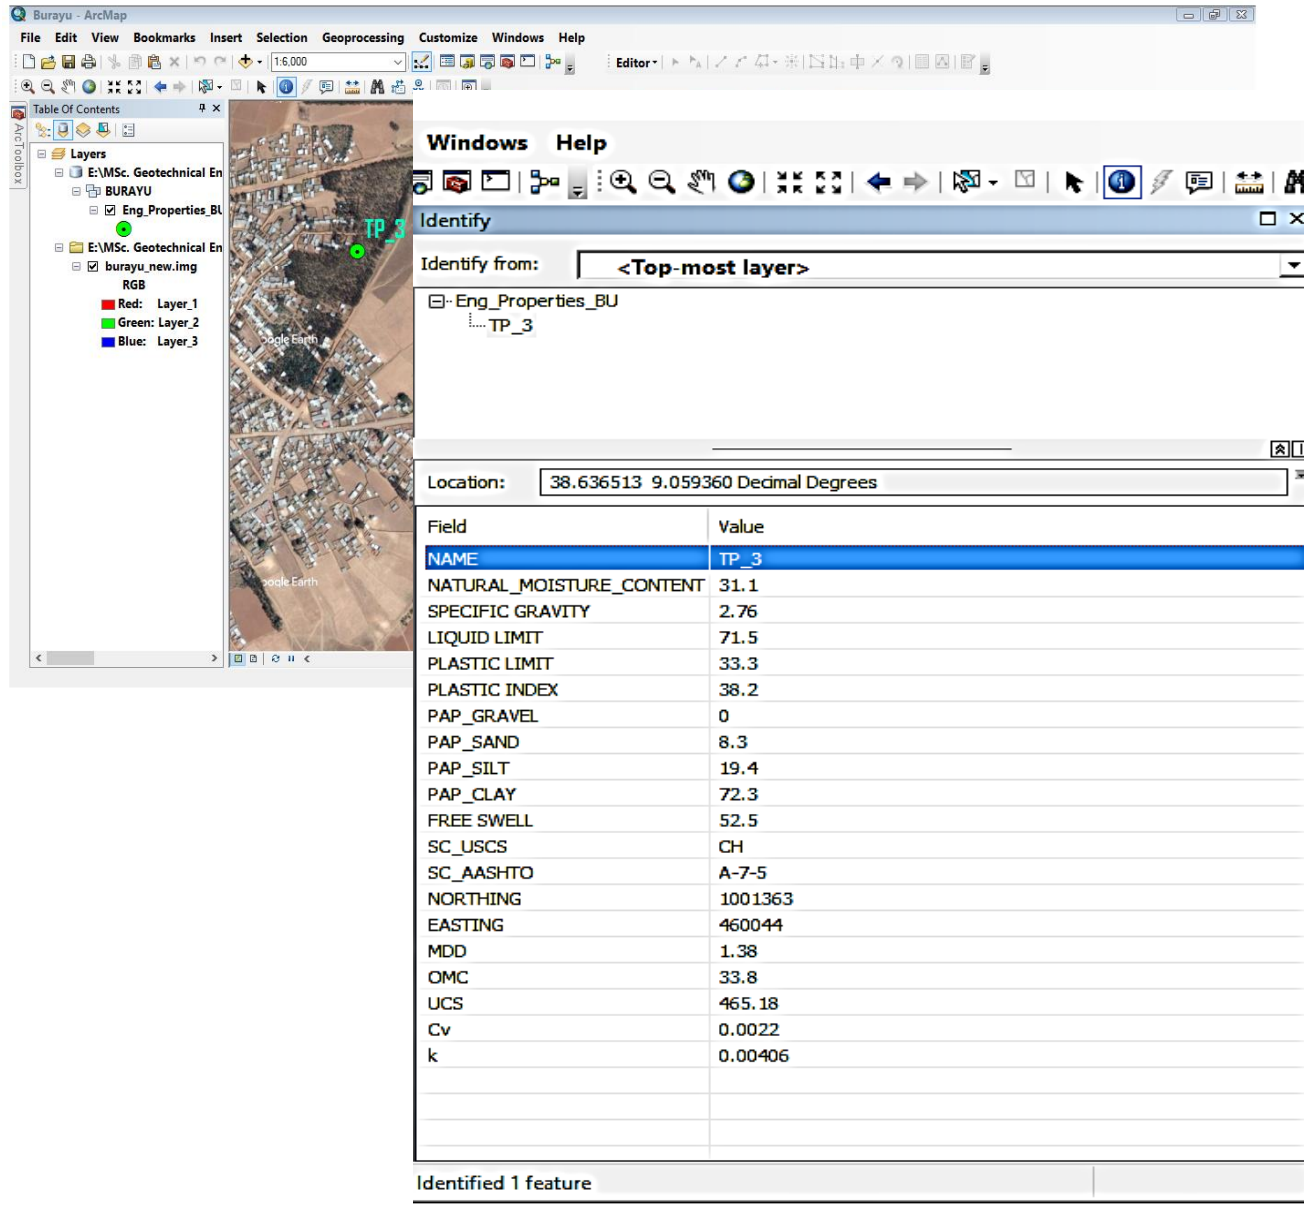 Burayu - ArcMap
File Edit View Bookmarks Insert Selection Geoprocessing Customize Windows Help
1:6,000
Editor
Table Of Contents
ArcToolbox
Layers
E:\MSc. Geotechnical En
BURAYU
Eng_Properties_BU
E:\MSc. Geotechnical En
burayu_new.img
RGB
Red: Layer_1
Green: Layer_2
Blue: Layer_3
TP_3
oogle Earth
oogle Earth
Windows Help
Identify
Identify from: <Top-most layer>
Eng_Properties_BU
TP_3
Location: 38.636513 9.059360 Decimal Degrees
Field Value
NAME TP_3
NATURAL_MOISTURE_CONTENT 31.1
SPECIFIC GRAVITY 2.76
LIQUID LIMIT 71.5
PLASTIC LIMIT 33.3
PLASTIC INDEX 38.2
PAP_GRAVEL 0
PAP_SAND 8.3
PAP_SILT 19.4
PAP_CLAY 72.3
FREE SWELL 52.5
SC_USCS CH
SC_AASHTO A-7-5
NORTHING 1001363
EASTING 460044
MDD 1.38
OMC 33.8
UCS 465.18
Cv 0.0022
k 0.00406
Identified 1 feature